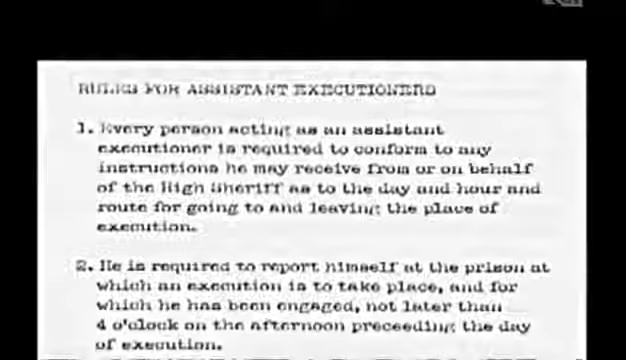 RULES FOR ASSISTANT EXECUTIONERS
1. Every person acting as an assistant
executioner is required to conform to any
instructions he may receive from or on behalf
of the High Sheriff as to the day and hour and
route for going to and leaving the place of
execution.
2. He is required to report himself at the prison at
which an execution is to take place, and for
which he has been engaged, not later than
4 o'clock on the afternoon preceeding the day
of execution.